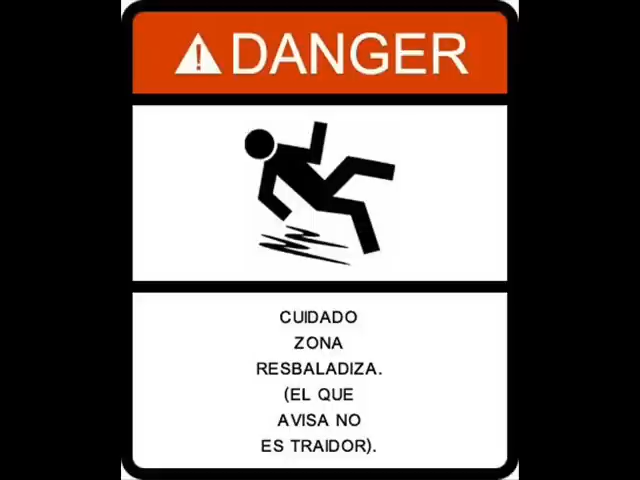 DANGER
CUIDADO
ZONA
RESBALADIZA.
(EL QUE
AVISA NO
ES TRAIDOR).